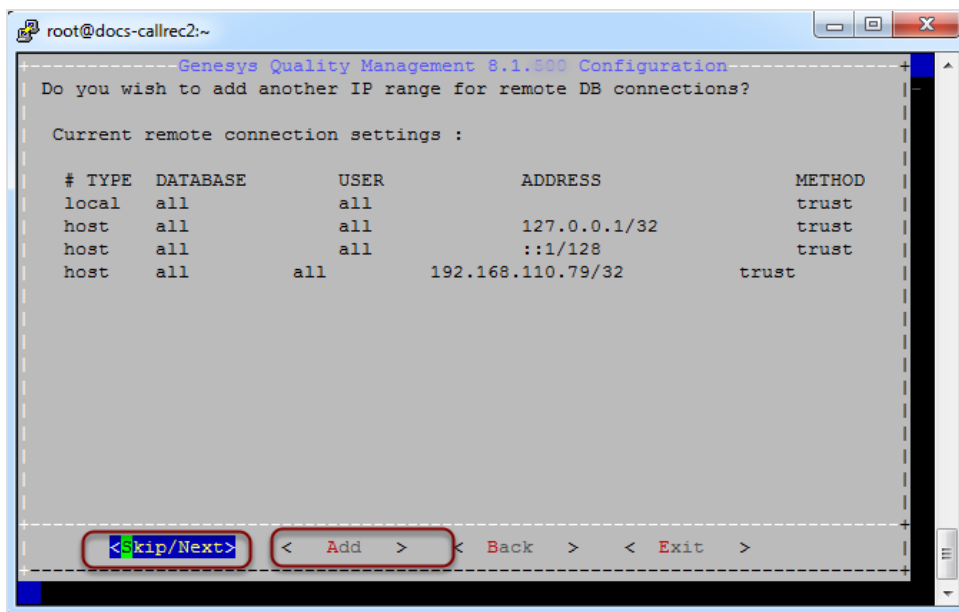 root@docs-callrec2:~
Genesys Quality Management 8.1.500 Configuration
Do you wish to add another IP range for remote DB connections?
Current remote connection settings :
# TYPE DATABASE USER ADDRESS METHOD
local all all trust
host all all 127.0.0.1/32 trust
host all all ::1/128 trust
host all all 192.168.110.79/32 trust
<Skip/Next> < Add > < Back > < Exit >